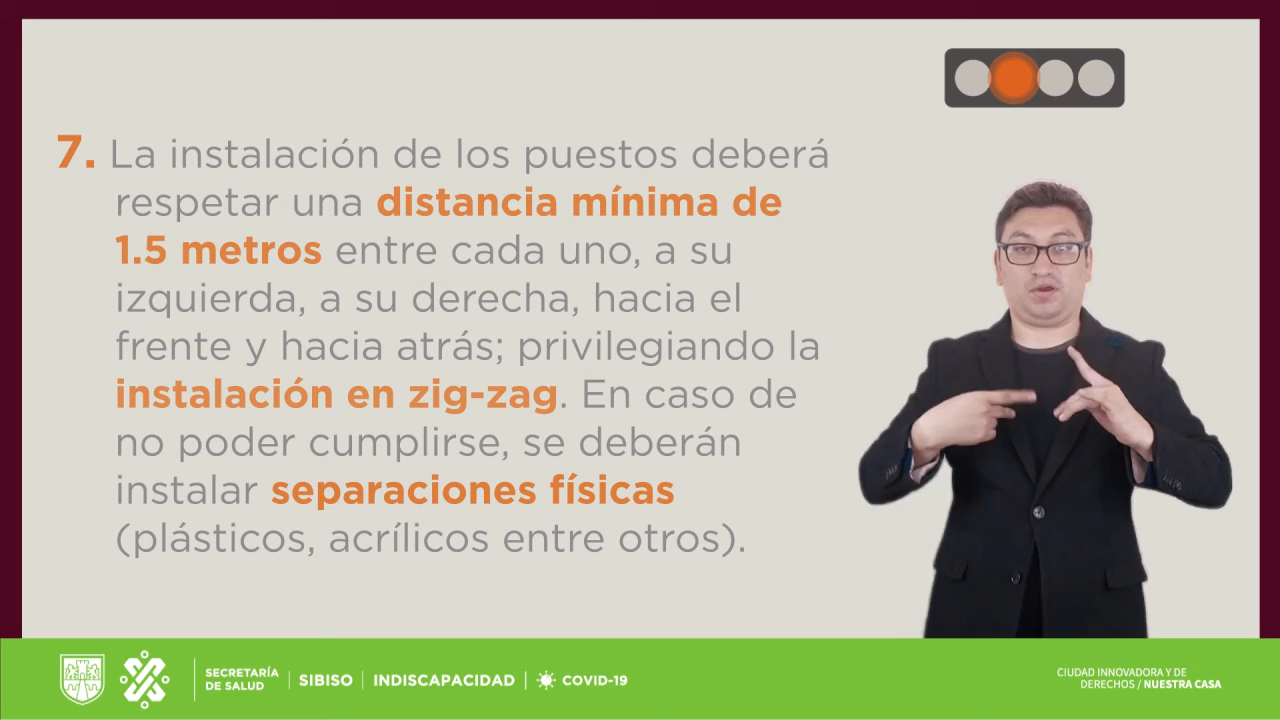 7. La instalación de los puestos deberá
respetar una distancia mínima de
1.5 metros entre cada uno, a su
izquierda, a su derecha, hacia el
frente y hacia atrás; privilegiando la
instalación en zig-zag. En caso de
no poder cumplirse, se deberán
instalar separaciones físicas
(plásticos, acrílicos entre otros).
SECRETARÍA
DE SALUD
SIBISO
INDISCAPACIDAD
COVID-19
CIUDAD INNOVADORA Y DE
DERECHOS / NUESTRA CASA